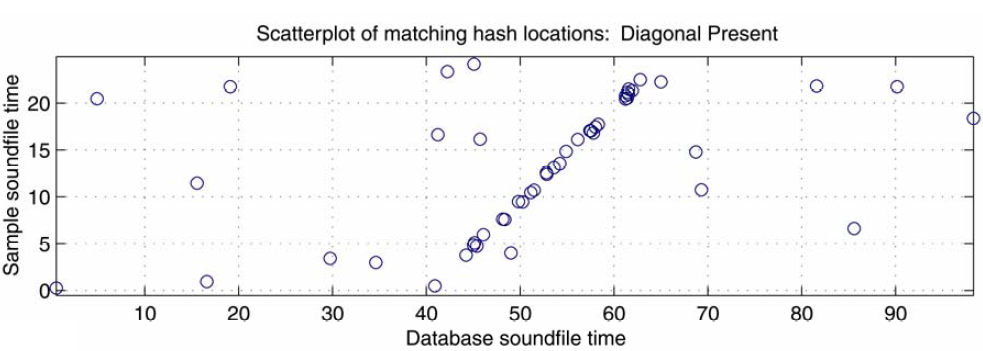 Scatterplot of matching hash locations:  Diagonal Present
Sample soundfile time
20
15
10
5
0
10 20 30 40 50 60 70 80 90
Database soundfile time